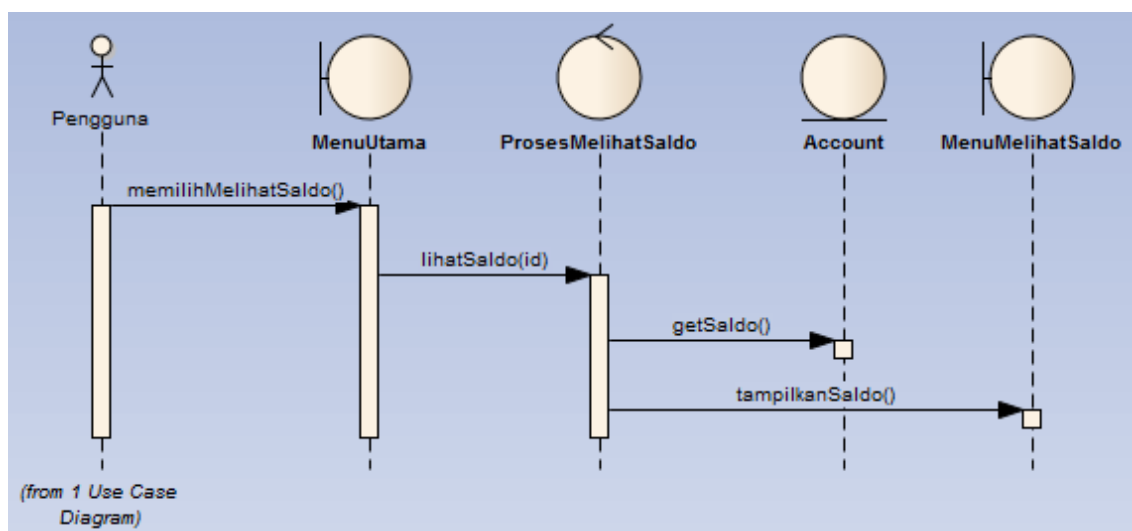 Pengguna
MenuUtama
ProsesMelihatSaldo
Account
MenuMelihatSaldo
memilihMelihatSaldo()
lihatSaldo(id)
getSaldo()
tampilkanSaldo()
(from 1 Use Case
Diagram)